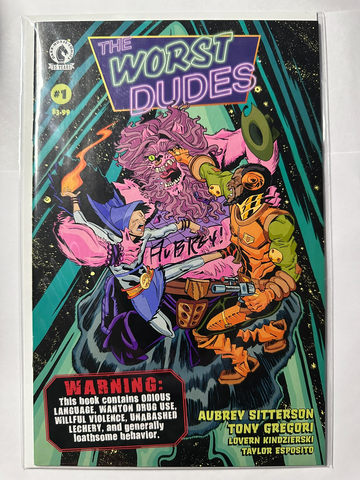 THE
WORST
DUDES
#1
$3.99
AUBREY!
WARNING:
This book contains ODIOUS
LANGUAGE, WANTON DRUG USE,
WILLFUL VIOLENCE, UNABASHED
LECHERY, and generally
loathsome behavior.
AUBREY SITTERSON
TONY GREGORI
LOVERN KINDZIERSKI
TAYLOR ESPOSITO